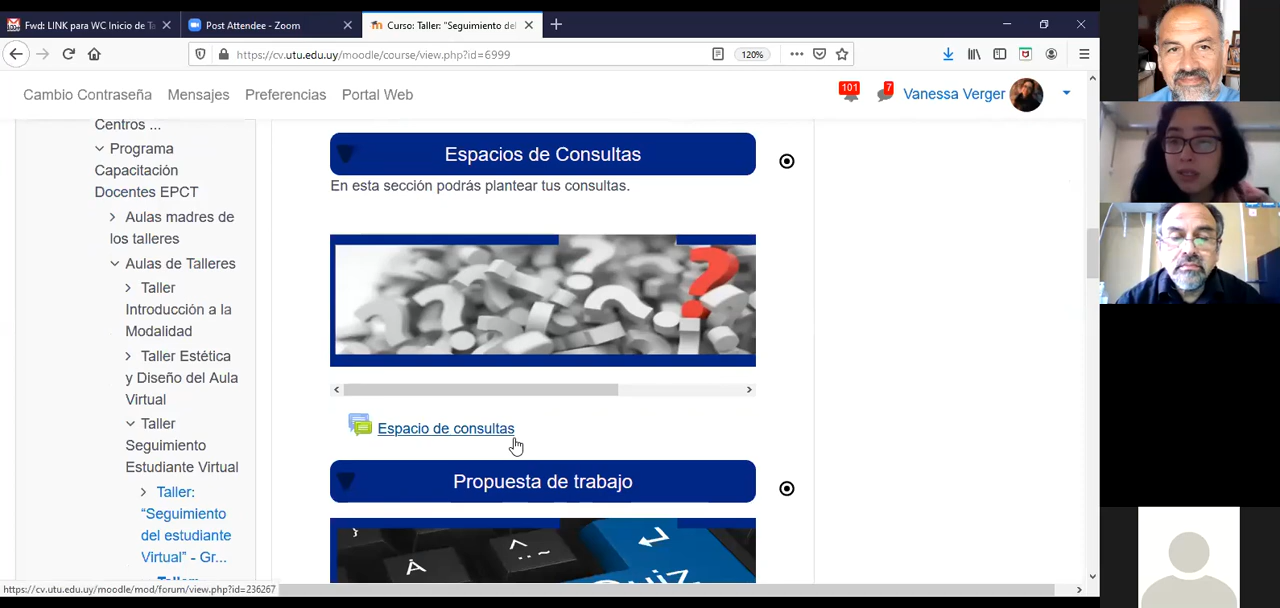 Fwd: LINK para WC Inicio de Ta
Post Attendee - Zoom
Curso: Taller: "Seguimiento del
https://cv.utu.edu.uy/moodle/course/view.php?id=6999
120%
Cambio Contraseña
Mensajes
Preferencias
Portal Web
101
7
Vanessa Verger
Centros ...
Programa
Capacitación
Docentes EPCT
Aulas madres de
los talleres
Aulas de Talleres
Taller
Introducción a la
Modalidad
Taller Estética
y Diseño del Aula
Virtual
Taller
Seguimiento
Estudiante Virtual
Taller:
“Seguimiento
del estudiante
Virtual” - Gr...
Taller:
Espacios de Consultas
En esta sección podrás plantear tus consultas.
Espacio de consultas
Propuesta de trabajo
Quiz
https://cv.utu.edu.uy/moodle/mod/forum/view.php?id=236267